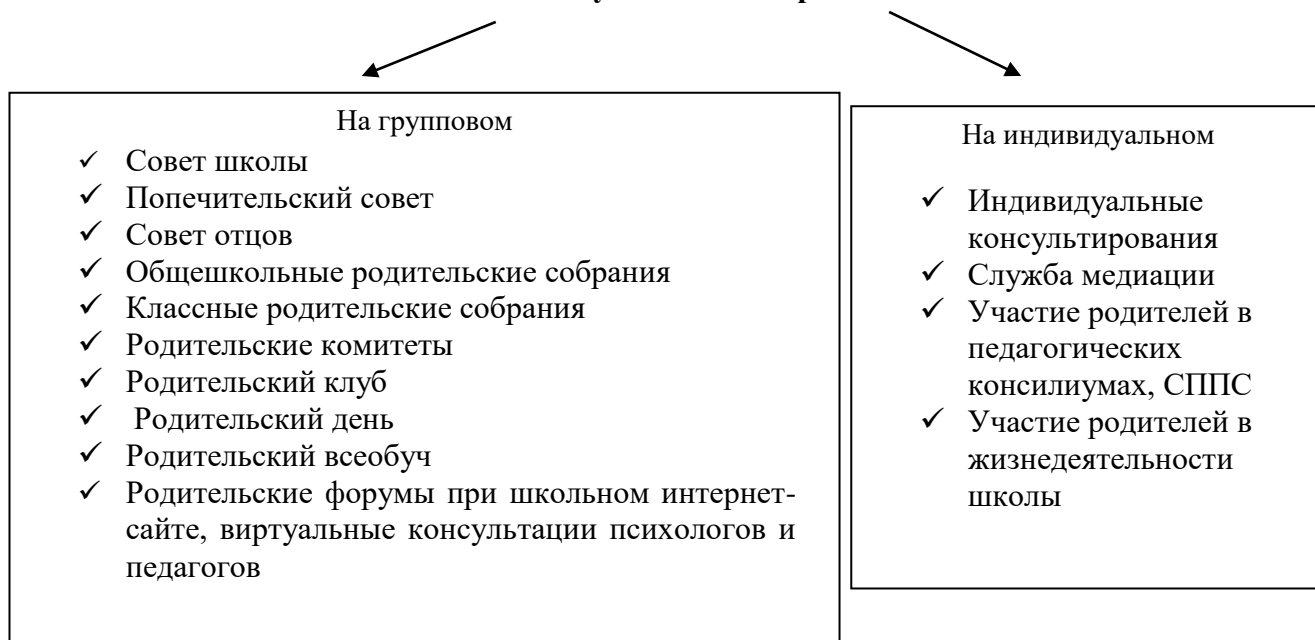 На групповом
✓ Совет школы
✓ Попечительский совет
✓ Совет отцов
✓ Общешкольные родительские собрания
✓ Классные родительские собрания
✓ Родительские комитеты
✓ Родительский клуб
✓ Родительский день
✓ Родительский всеобуч
✓ Родительские форумы при школьном интернет-
сайте, виртуальные консультации психологов и
педагогов
На индивидуальном
✓ Индивидуальные
консультирования
✓ Служба медиации
✓ Участие родителей в
педагогических
консилиумах, СППС
✓ Участие родителей в
жизнедеятельности
школы